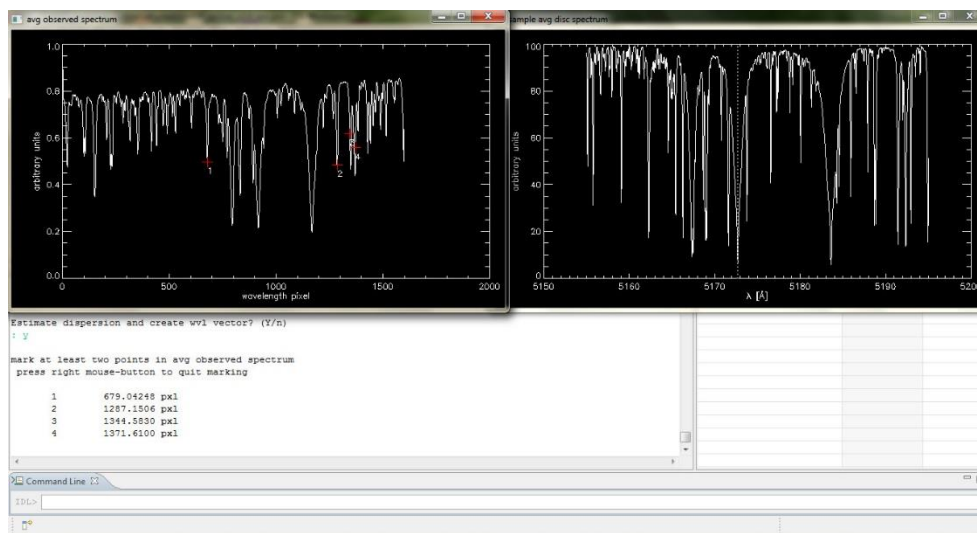 avg observed spectrum
arbitrary units
1.0
0.8
0.6
0.4
0.2
0.0
1
2
4
0
500
1000
1500
2000
wavelength pixel
ample avg disc spectrum
arbitrary units
100
80
60
40
20
0
5150
5160
5170
5180
5190
λ [Å]
Estimate dispersion and create wvl vector? (Y/n)
: y
mark at least two points in avg observed spectrum
press right mouse-button to quit marking
1 679.04248 pxl
2 1287.1506 pxl
3 1344.5830 pxl
4 1371.6100 pxl
Command Line
IDL>